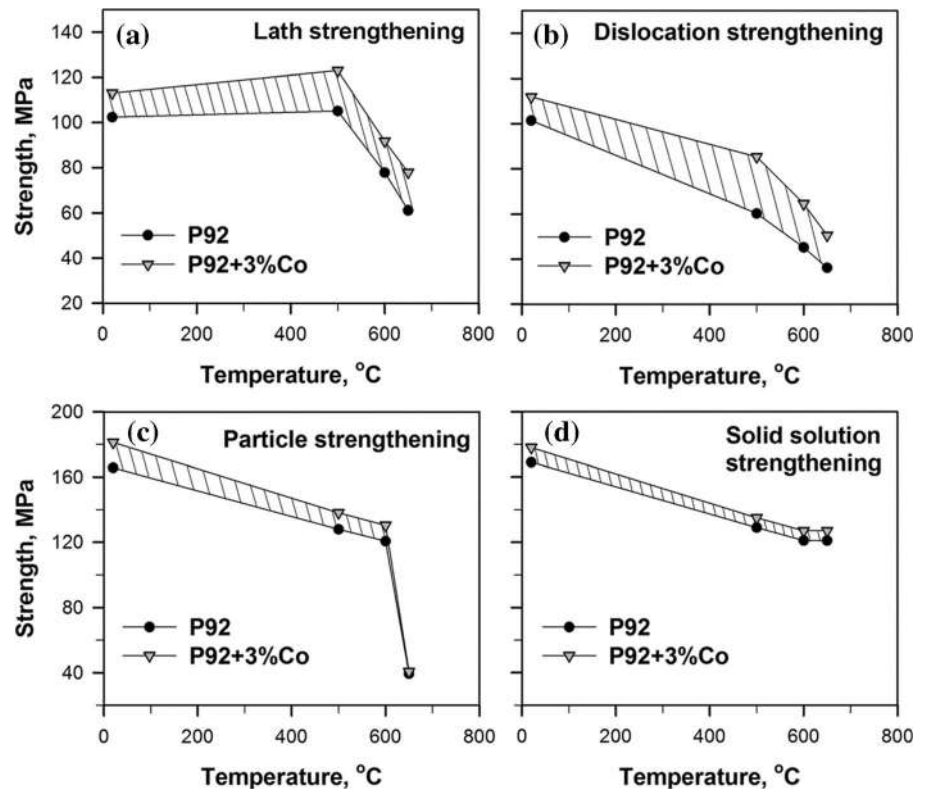 (a)
Lath strengthening
140
120
100
80
60
40
20
Strength, MPa
P92
P92+3%Co
0
200
400
600
800
Temperature, °C
(b)
Dislocation strengthening
P92
P92+3%Co
0
200
400
600
800
Temperature, °C
(c)
Particle strengthening
200
160
120
80
40
Strength, MPa
P92
P92+3%Co
0
200
400
600
800
Temperature, °C
(d)
Solid solution
strengthening
P92
P92+3%Co
0
200
400
600
800
Temperature, °C